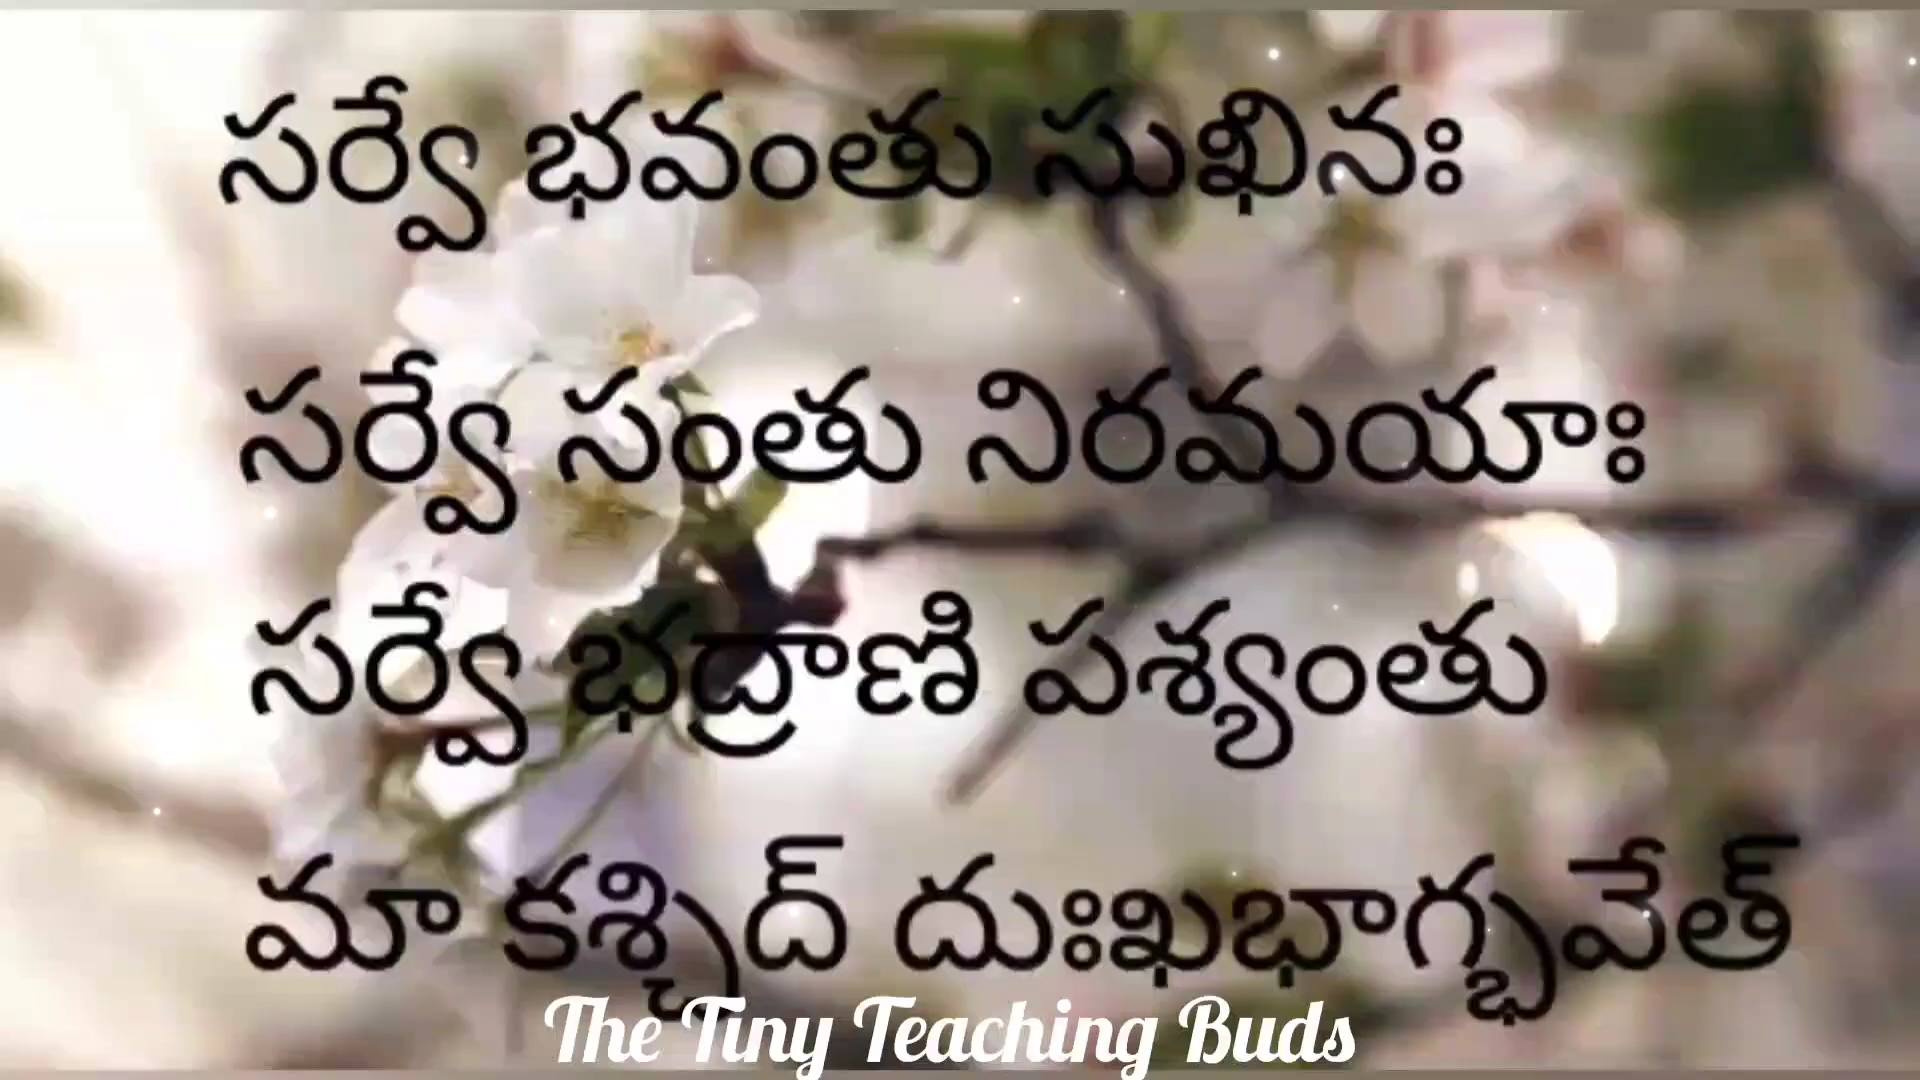 సర్వే భవంతు సుఖినః
సర్వే సంతు నిరమయాః
సర్వే భద్రాణి పశ్యంతు
మా కశ్చిద్ దుఃఖభాగ్భవేత్
The Tiny Teaching Buds